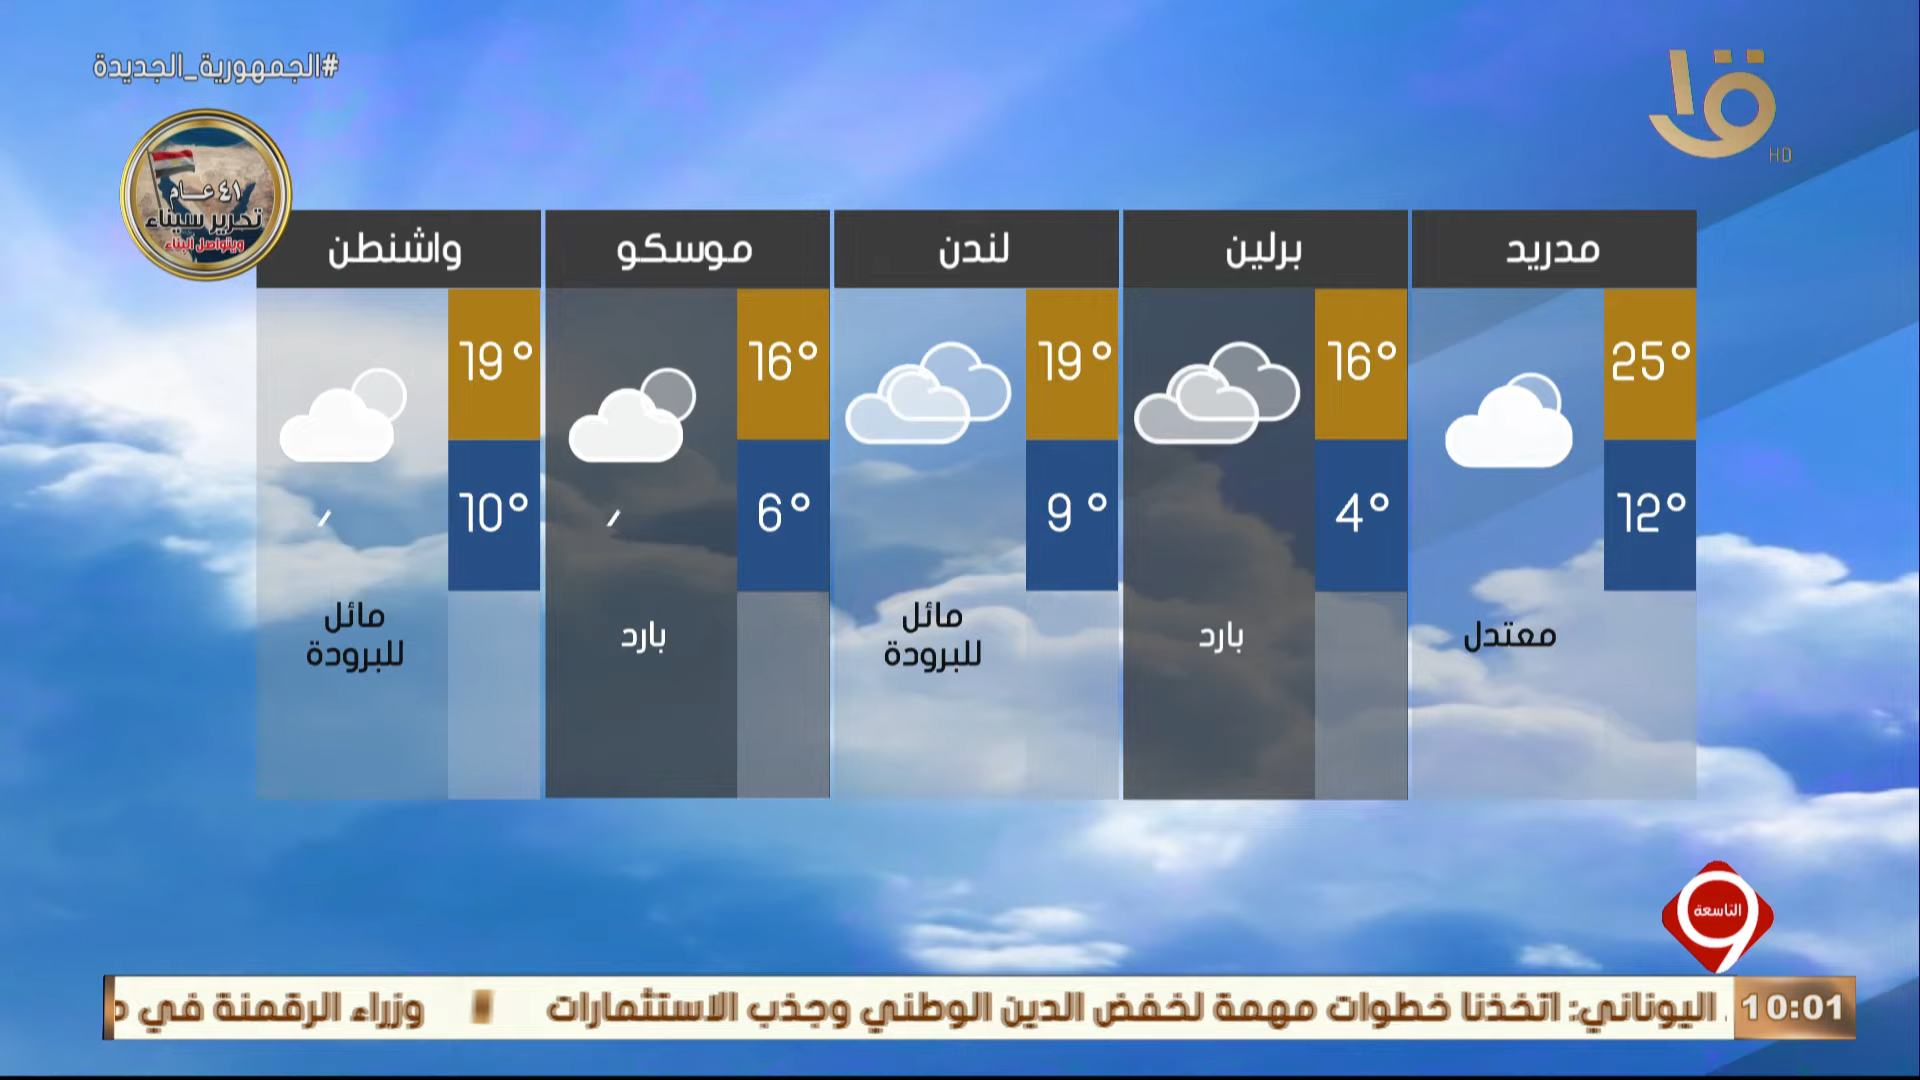 #الجمهورية_الجديدة
HD
٤١ عـام
تحرير سيناء
ويتواصل البناء
مدريد
25°
12°
معتدل
برلين
16°
4°
بارد
لندن
19°
9°
مائل
للبرودة
موسكو
16°
6°
بارد
واشنطن
19°
10°
مائل
للبرودة
التاسعة
9
10:01
اليوناني: اتخذنا خطوات مهمة لخفض الدين الوطني وجذب الاستثمارات
وزراء الرقمنة في